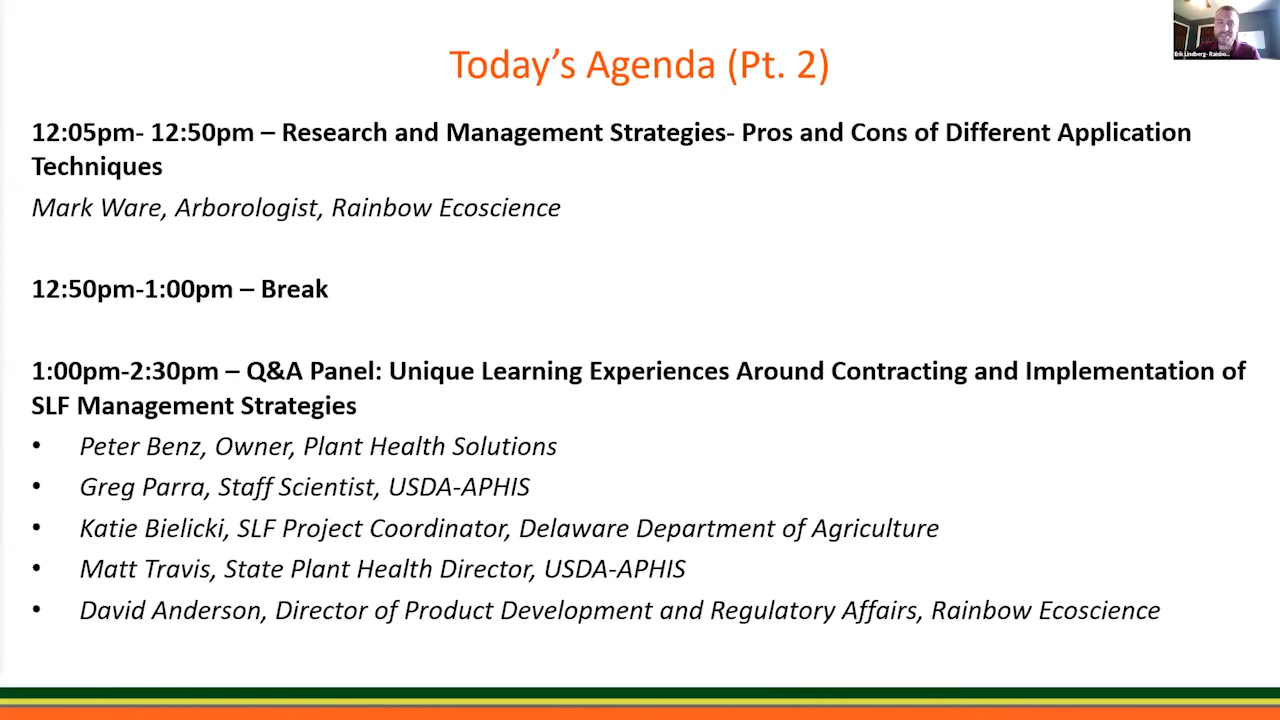 Today's Agenda (Pt. 2)
Erik Lindberg- Rainbo...
12:05pm- 12:50pm – Research and Management Strategies- Pros and Cons of Different Application
Techniques
Mark Ware, Arborologist, Rainbow Ecoscience
12:50pm-1:00pm – Break
1:00pm-2:30pm – Q&A Panel: Unique Learning Experiences Around Contracting and Implementation of
SLF Management Strategies
• Peter Benz, Owner, Plant Health Solutions
• Greg Parra, Staff Scientist, USDA-APHIS
• Katie Bielicki, SLF Project Coordinator, Delaware Department of Agriculture
• Matt Travis, State Plant Health Director, USDA-APHIS
• David Anderson, Director of Product Development and Regulatory Affairs, Rainbow Ecoscience